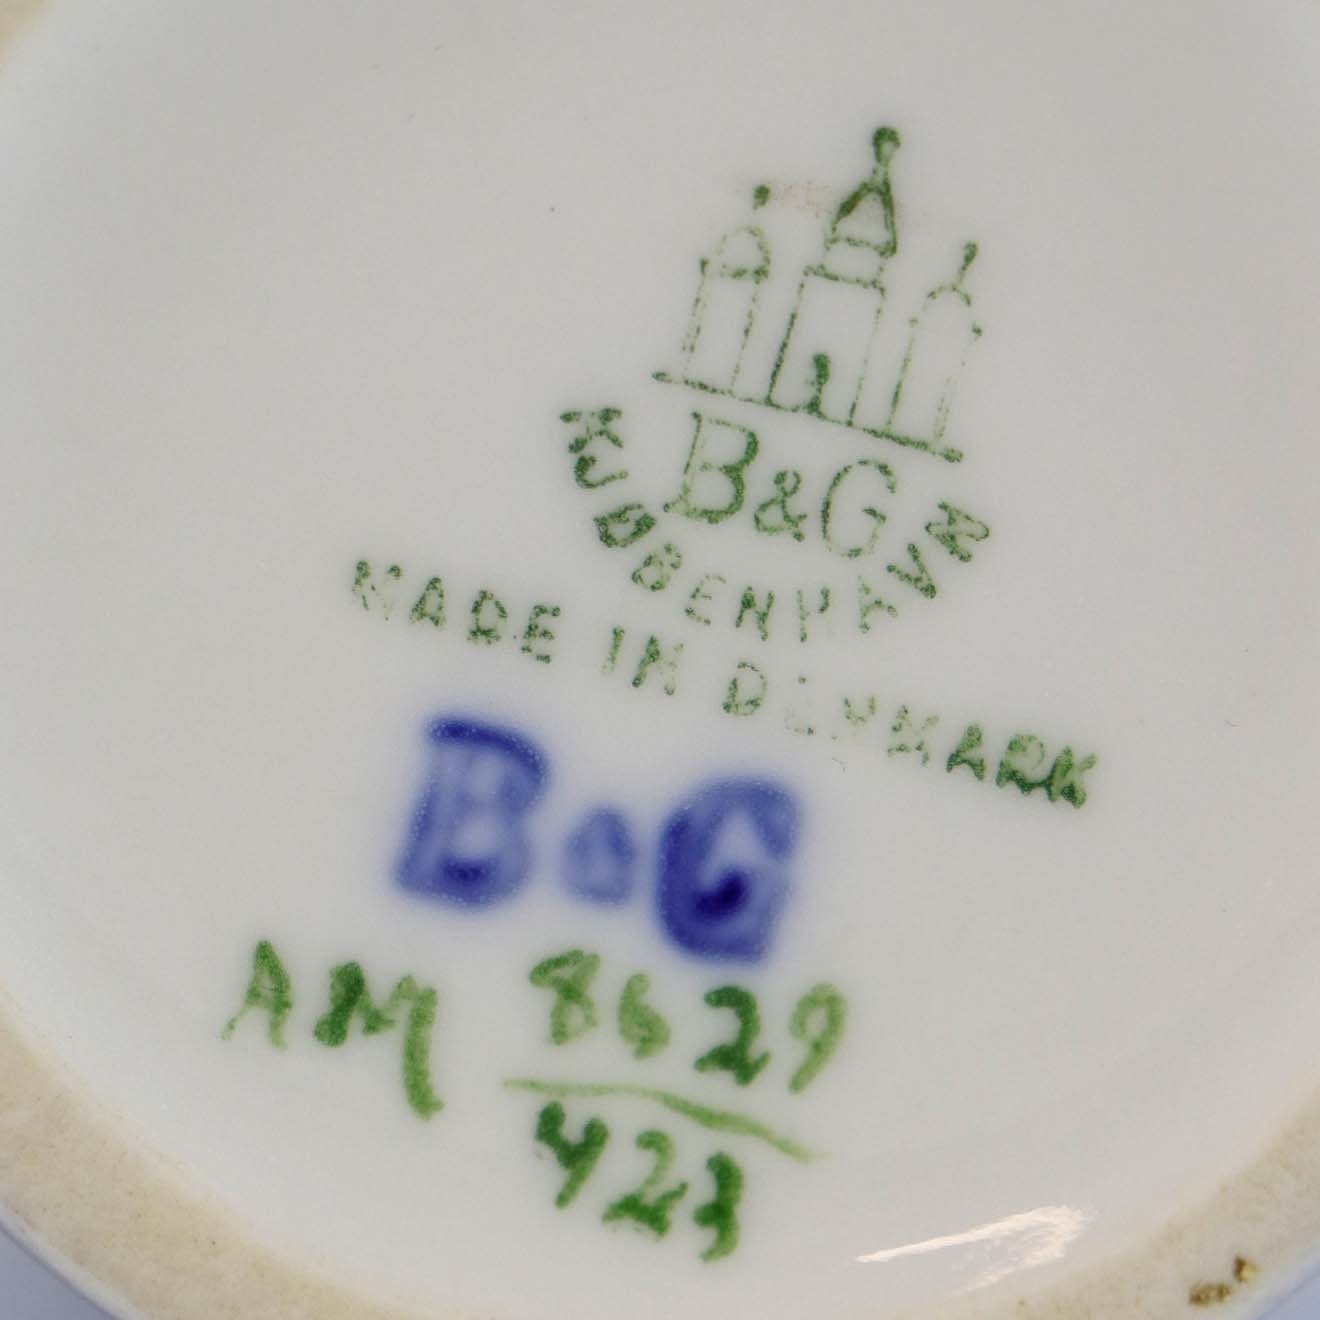 B&G
KJØBENHAVN
MADE IN DENMARK
B&G
AM 8629
423